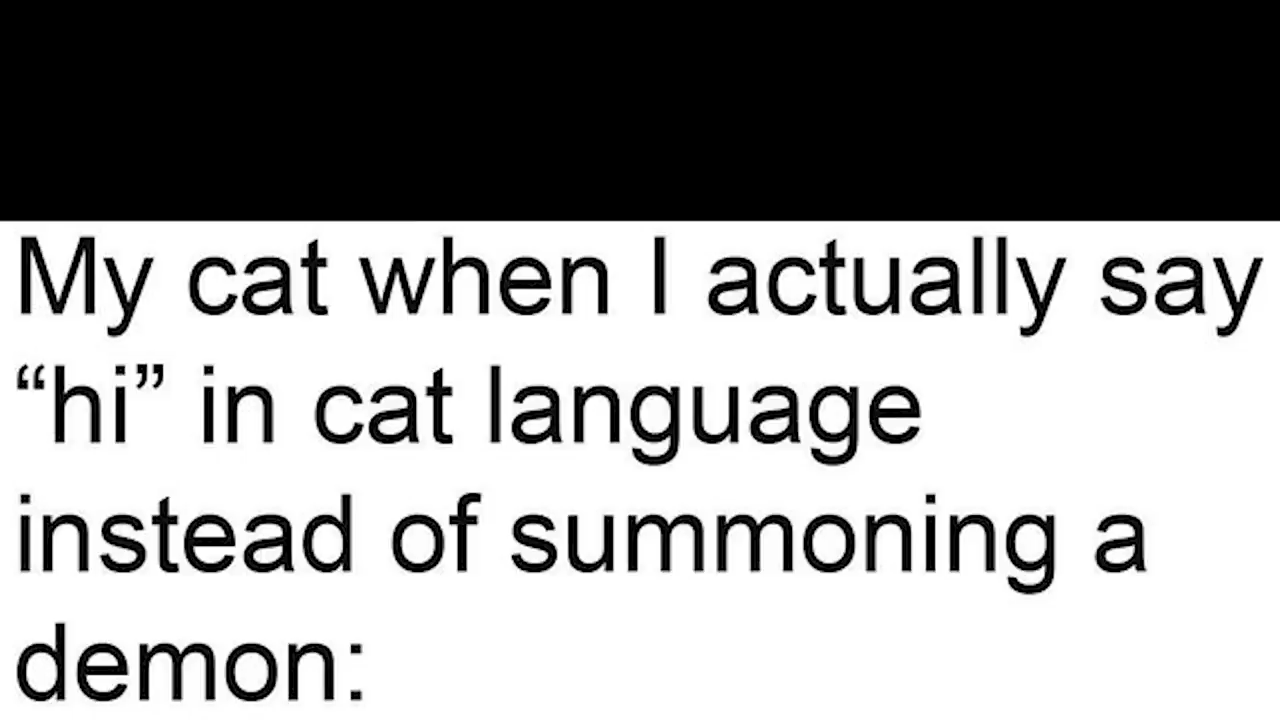 My cat when I actually say
“hi” in cat language
instead of summoning a
demon: